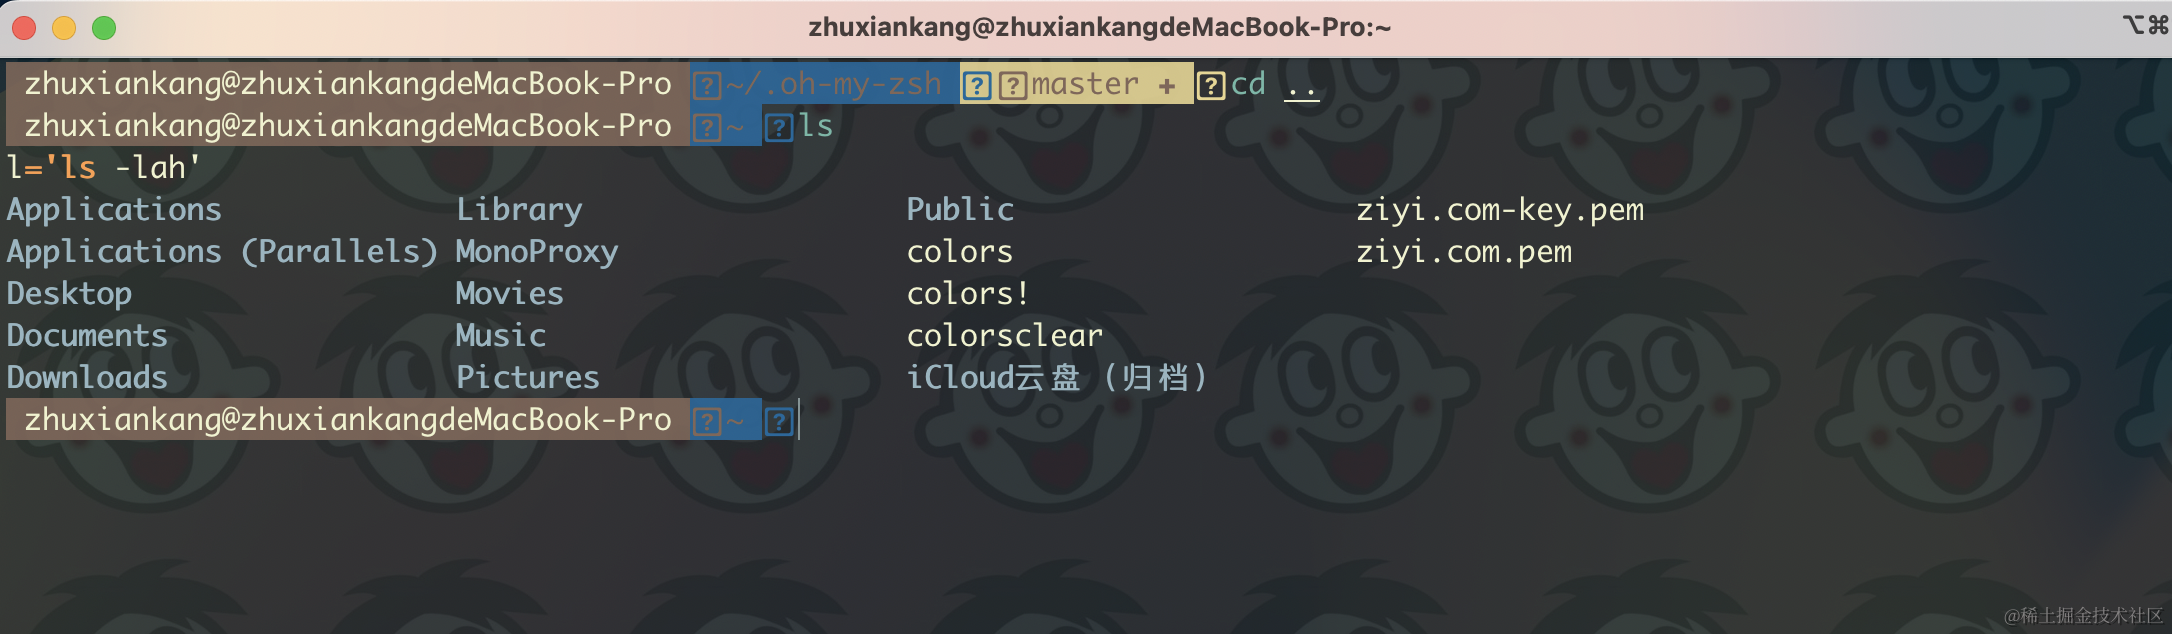 zhuxiankang@zhuxiankangdeMacBook-Pro:~ ⌥⌘
zhuxiankang@zhuxiankangdeMacBook-Pro ?~/.oh-my-zsh ??master + ?cd ..
zhuxiankang@zhuxiankangdeMacBook-Pro ?~ ?ls
l='ls -lah'
Applications Library Public ziyi.com-key.pem
Applications (Parallels) MonoProxy colors ziyi.com.pem
Desktop Movies colors!
Documents Music colorsclear
Downloads Pictures iCloud云盘（归档）
zhuxiankang@zhuxiankangdeMacBook-Pro ?~ ?
@稀土掘金技术社区